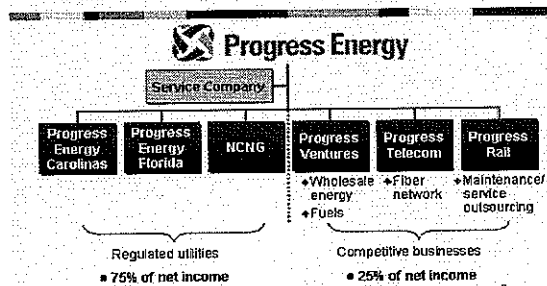 Progress Energy
Service Company
Progress Energy Carolinas
Progress Energy Florida
NCNG
Progress Ventures
Progress Telecom
Progress Rail
Wholesale energy
Fuels
Fiber network
Maintenance/ service outsourcing
Regulated utilities
75% of net income
Competitive businesses
25% of net income